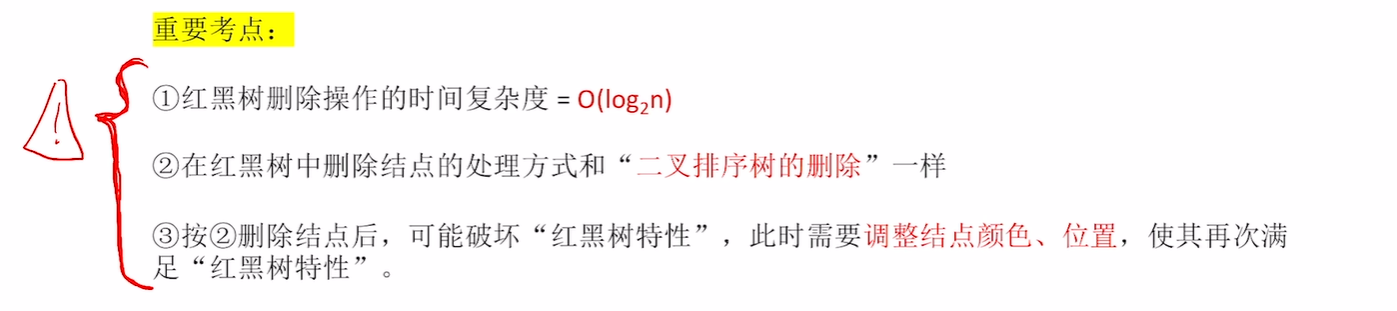 重要考点：
①红黑树删除操作的时间复杂度 = O(log₂n)
②在红黑树中删除结点的处理方式和“二叉排序树的删除”一样
③按②删除结点后，可能破坏“红黑树特性”，此时需要调整结点颜色、位置，使其再次满
足“红黑树特性”。